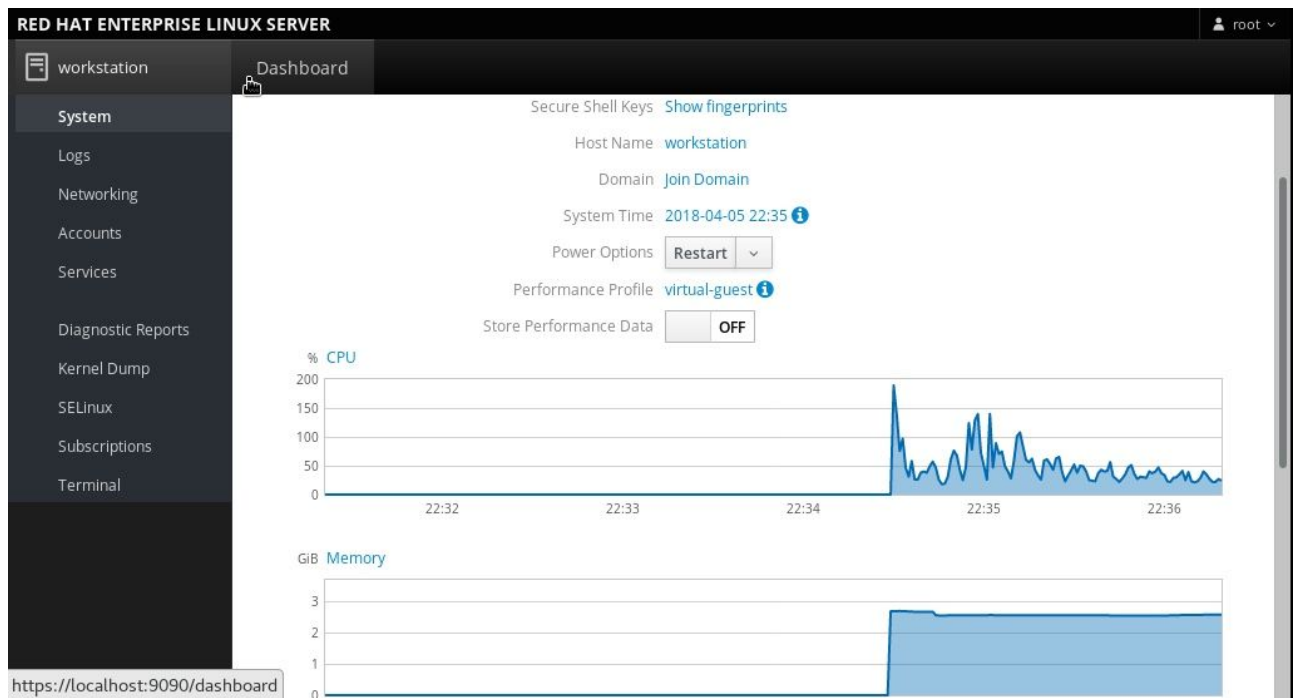 RED HAT ENTERPRISE LINUX SERVER
root
workstation
Dashboard
System
Logs
Networking
Accounts
Services
Diagnostic Reports
Kernel Dump
SELinux
Subscriptions
Terminal
Secure Shell Keys Show fingerprints
Host Name workstation
Domain Join Domain
System Time 2018-04-05 22:35
Power Options Restart
Performance Profile virtual-guest
Store Performance Data OFF
% CPU
200
150
100
50
0
22:32 22:33 22:34 22:35 22:36
GiB Memory
3
2
1
0
https://localhost:9090/dashboard